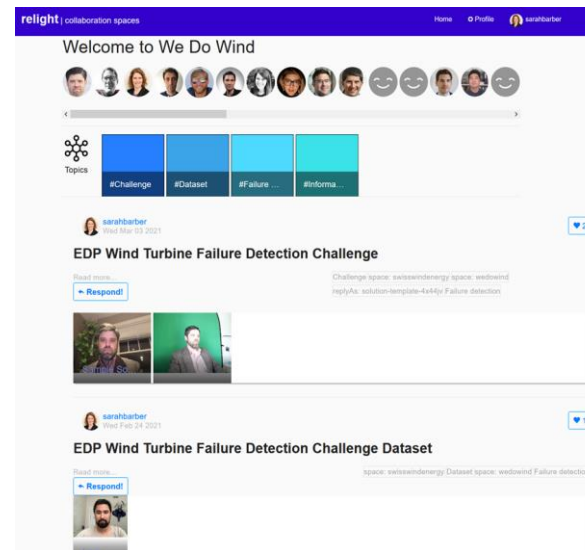 relight | collaboration spaces
Home
Profile
sarahbarber
Welcome to We Do Wind
Topics
#Challenge
#Dataset
#Failure ...
#Informa...
sarahbarber
Wed Mar 03 2021
2
EDP Wind Turbine Failure Detection Challenge
Read more...
Challenge space: swisswindenergy space: wedowind
Respond!
replyAs: solution-template-4x44jv Failure detection
sarahbarber
Wed Feb 24 2021
1
EDP Wind Turbine Failure Detection Challenge Dataset
Read more...
space: swisswindenergy Dataset space: wedowind Failure detectio
Respond!